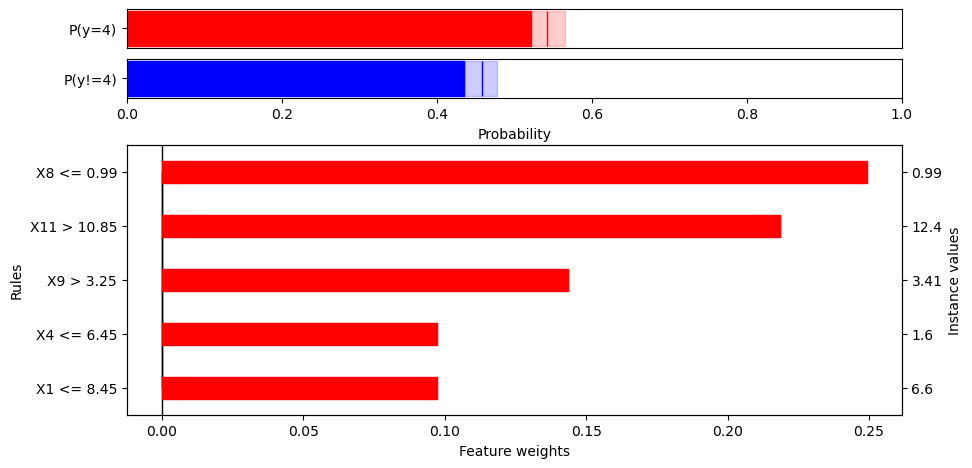 P(y=4)
P(y!=4)
0.0 0.2 0.4 0.6 0.8 1.0
Probability
X8 <= 0.99 0.99
X11 > 10.85 12.4
X9 > 3.25 3.41
X4 <= 6.45 1.6
X1 <= 8.45 6.6
Rules
Instance values
0.00 0.05 0.10 0.15 0.20 0.25
Feature weights